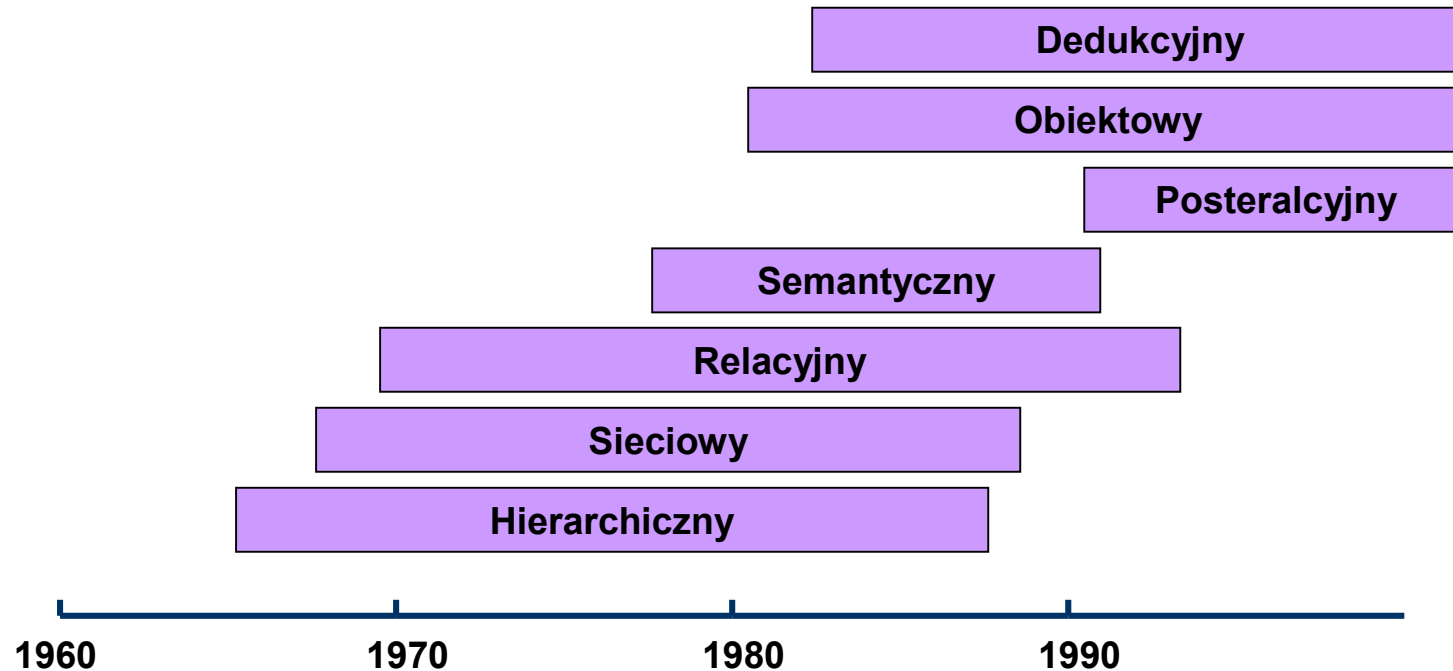 Dedukcyjny
Obiektowy
Posteralcyjny
Semantyczny
Relacyjny
Sieciowy
Hierarchiczny
1960 1970 1980 1990